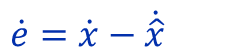 ė = ẋ − x̂̇